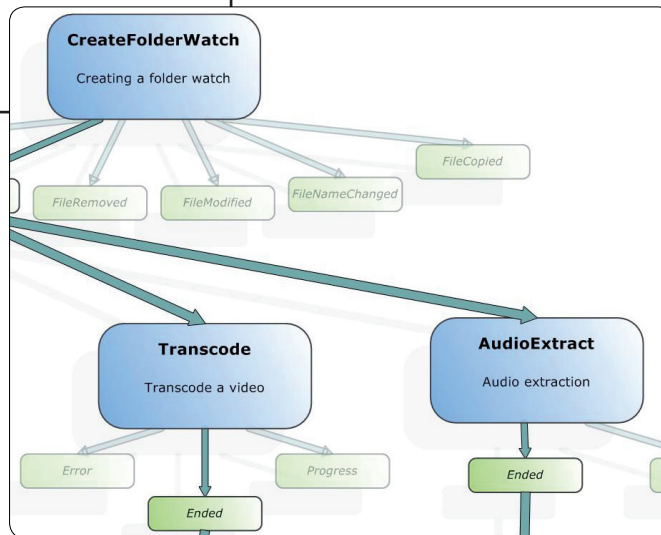 CreateFolderWatch
Creating a folder watch
FileCopied
FileRemoved
FileModified
FileNameChanged
Transcode
Transcode a video
AudioExtract
Audio extraction
Error
Progress
Ended
Ended